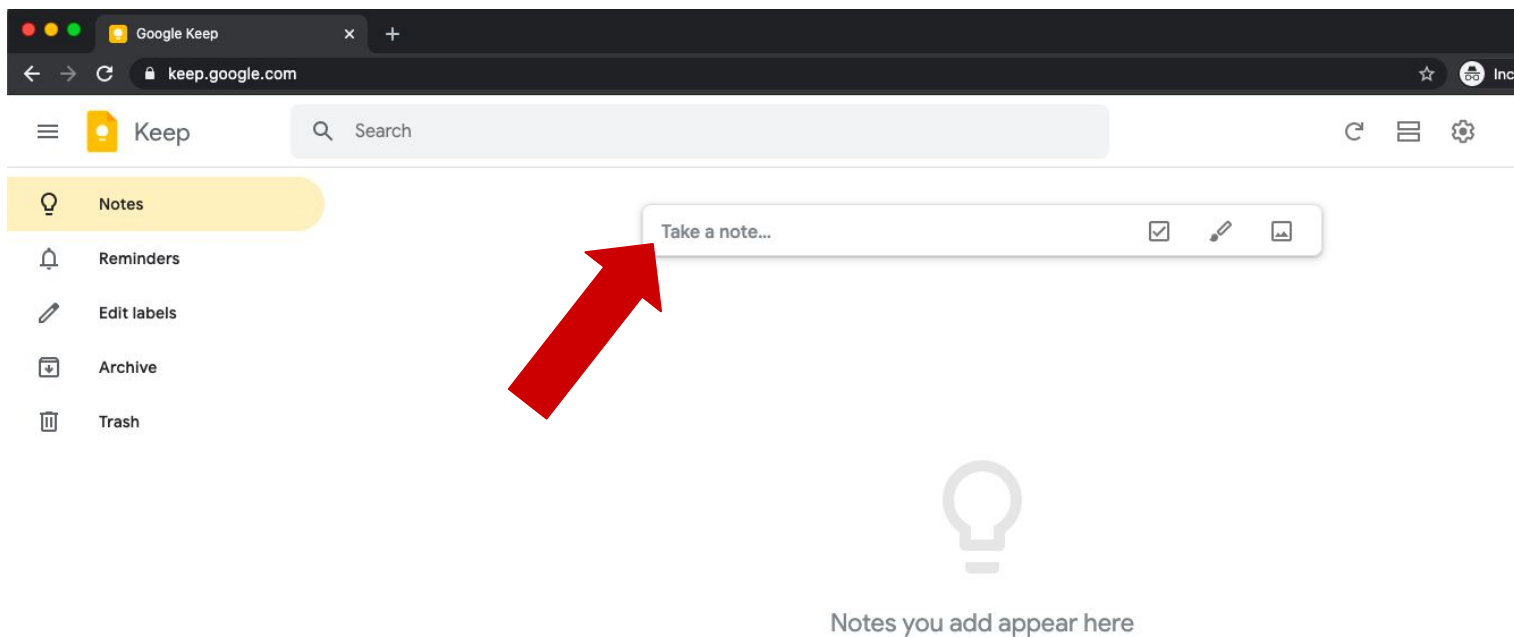 Google Keep
keep.google.com
Inc
Keep
Search
Notes
Take a note...
Reminders
Edit labels
Archive
Trash
Notes you add appear here